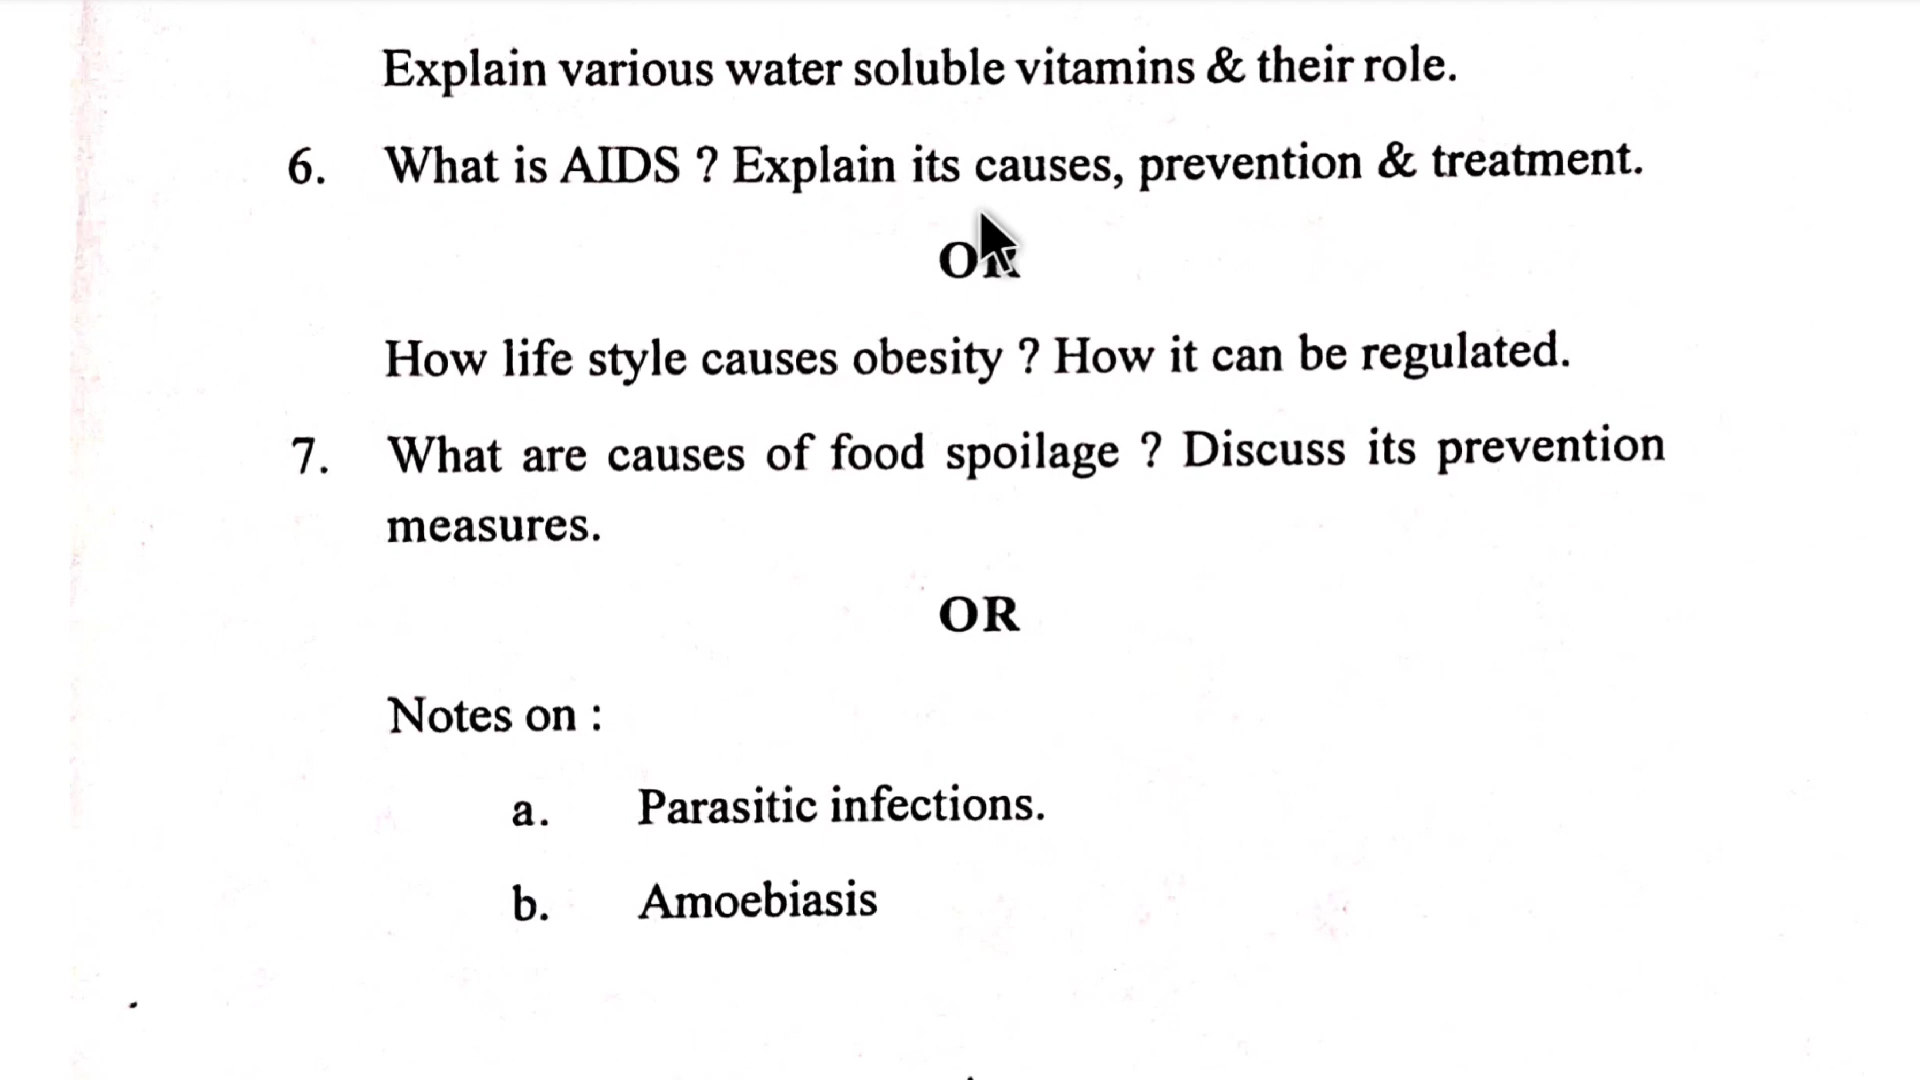 Explain various water soluble vitamins & their role.
6. What is AIDS ? Explain its causes, prevention & treatment.
OR
How life style causes obesity ? How it can be regulated.
7. What are causes of food spoilage ? Discuss its prevention
measures.
OR
Notes on :
a. Parasitic infections.
b. Amoebiasis